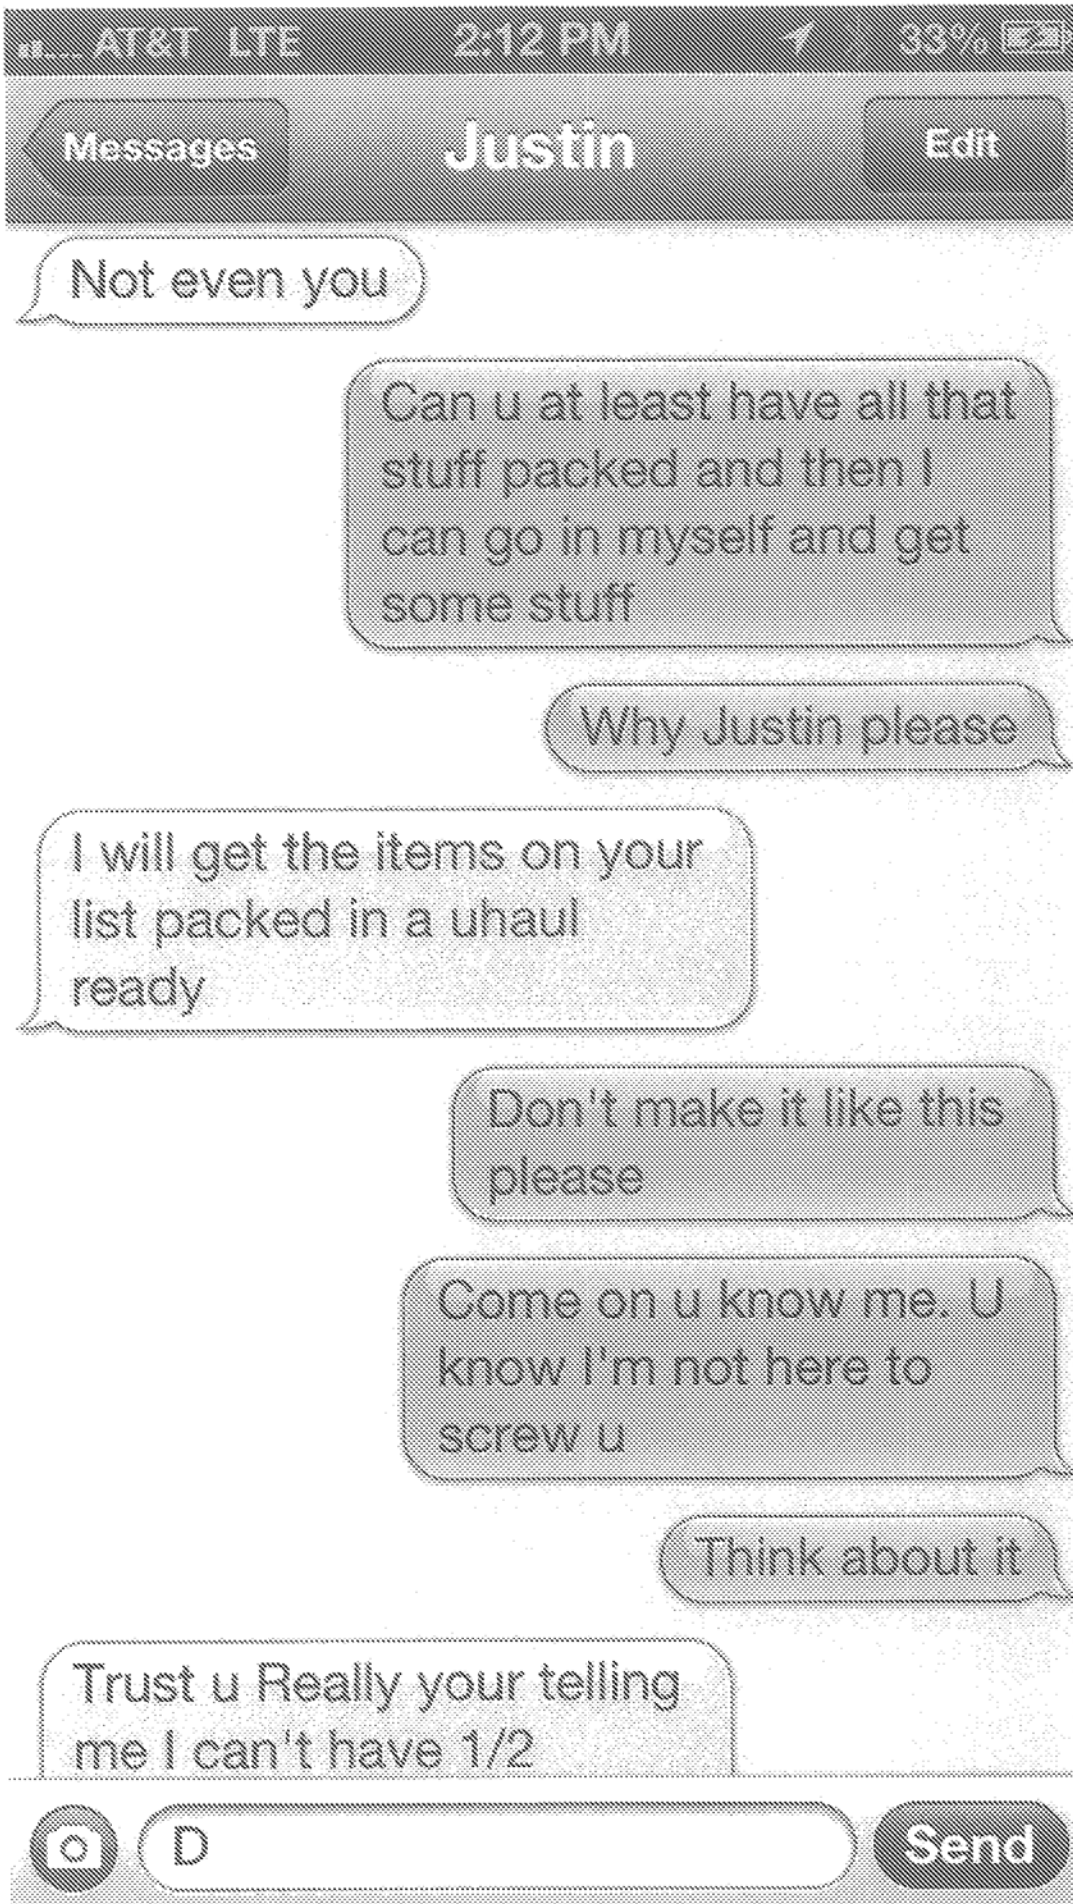 AT&T LTE 2:12 PM 33%
Messages Justin Edit
Not even you
Can u at least have all that
stuff packed and then I
can go in myself and get
some stuff
Why Justin please
I will get the items on your
list packed in a uhaul
ready
Don't make it like this
please
Come on u know me. U
know I'm not here to
screw u
Think about it
Trust u Really your telling
me I can't have 1/2
D Send